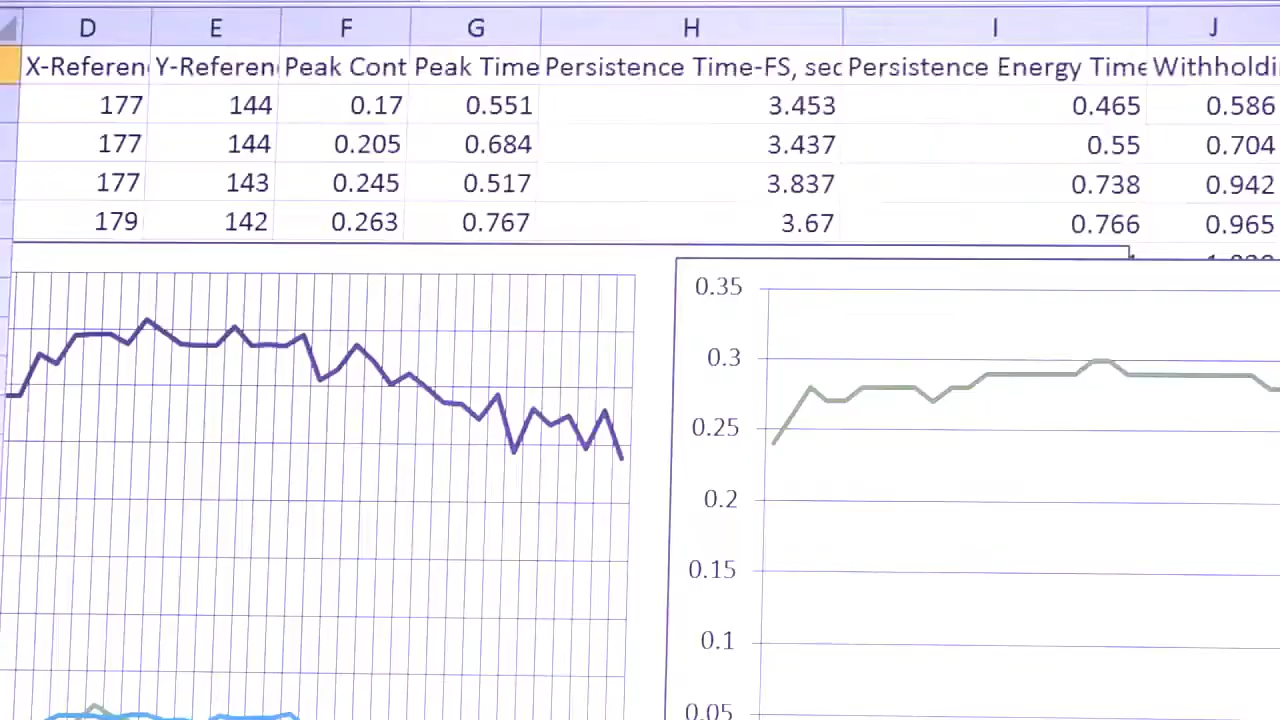 D E F G H I J
X-Referen Y-Referen Peak Cont Peak Time Persistence Time-FS, sec Persistence Energy Time Withholdi
177 144 0.17 0.551 3.453 0.465 0.586
177 144 0.205 0.684 3.437 0.55 0.704
177 143 0.245 0.517 3.837 0.738 0.942
179 142 0.263 0.767 3.67 0.766 0.965
0.35
0.3
0.25
0.2
0.15
0.1
0.05